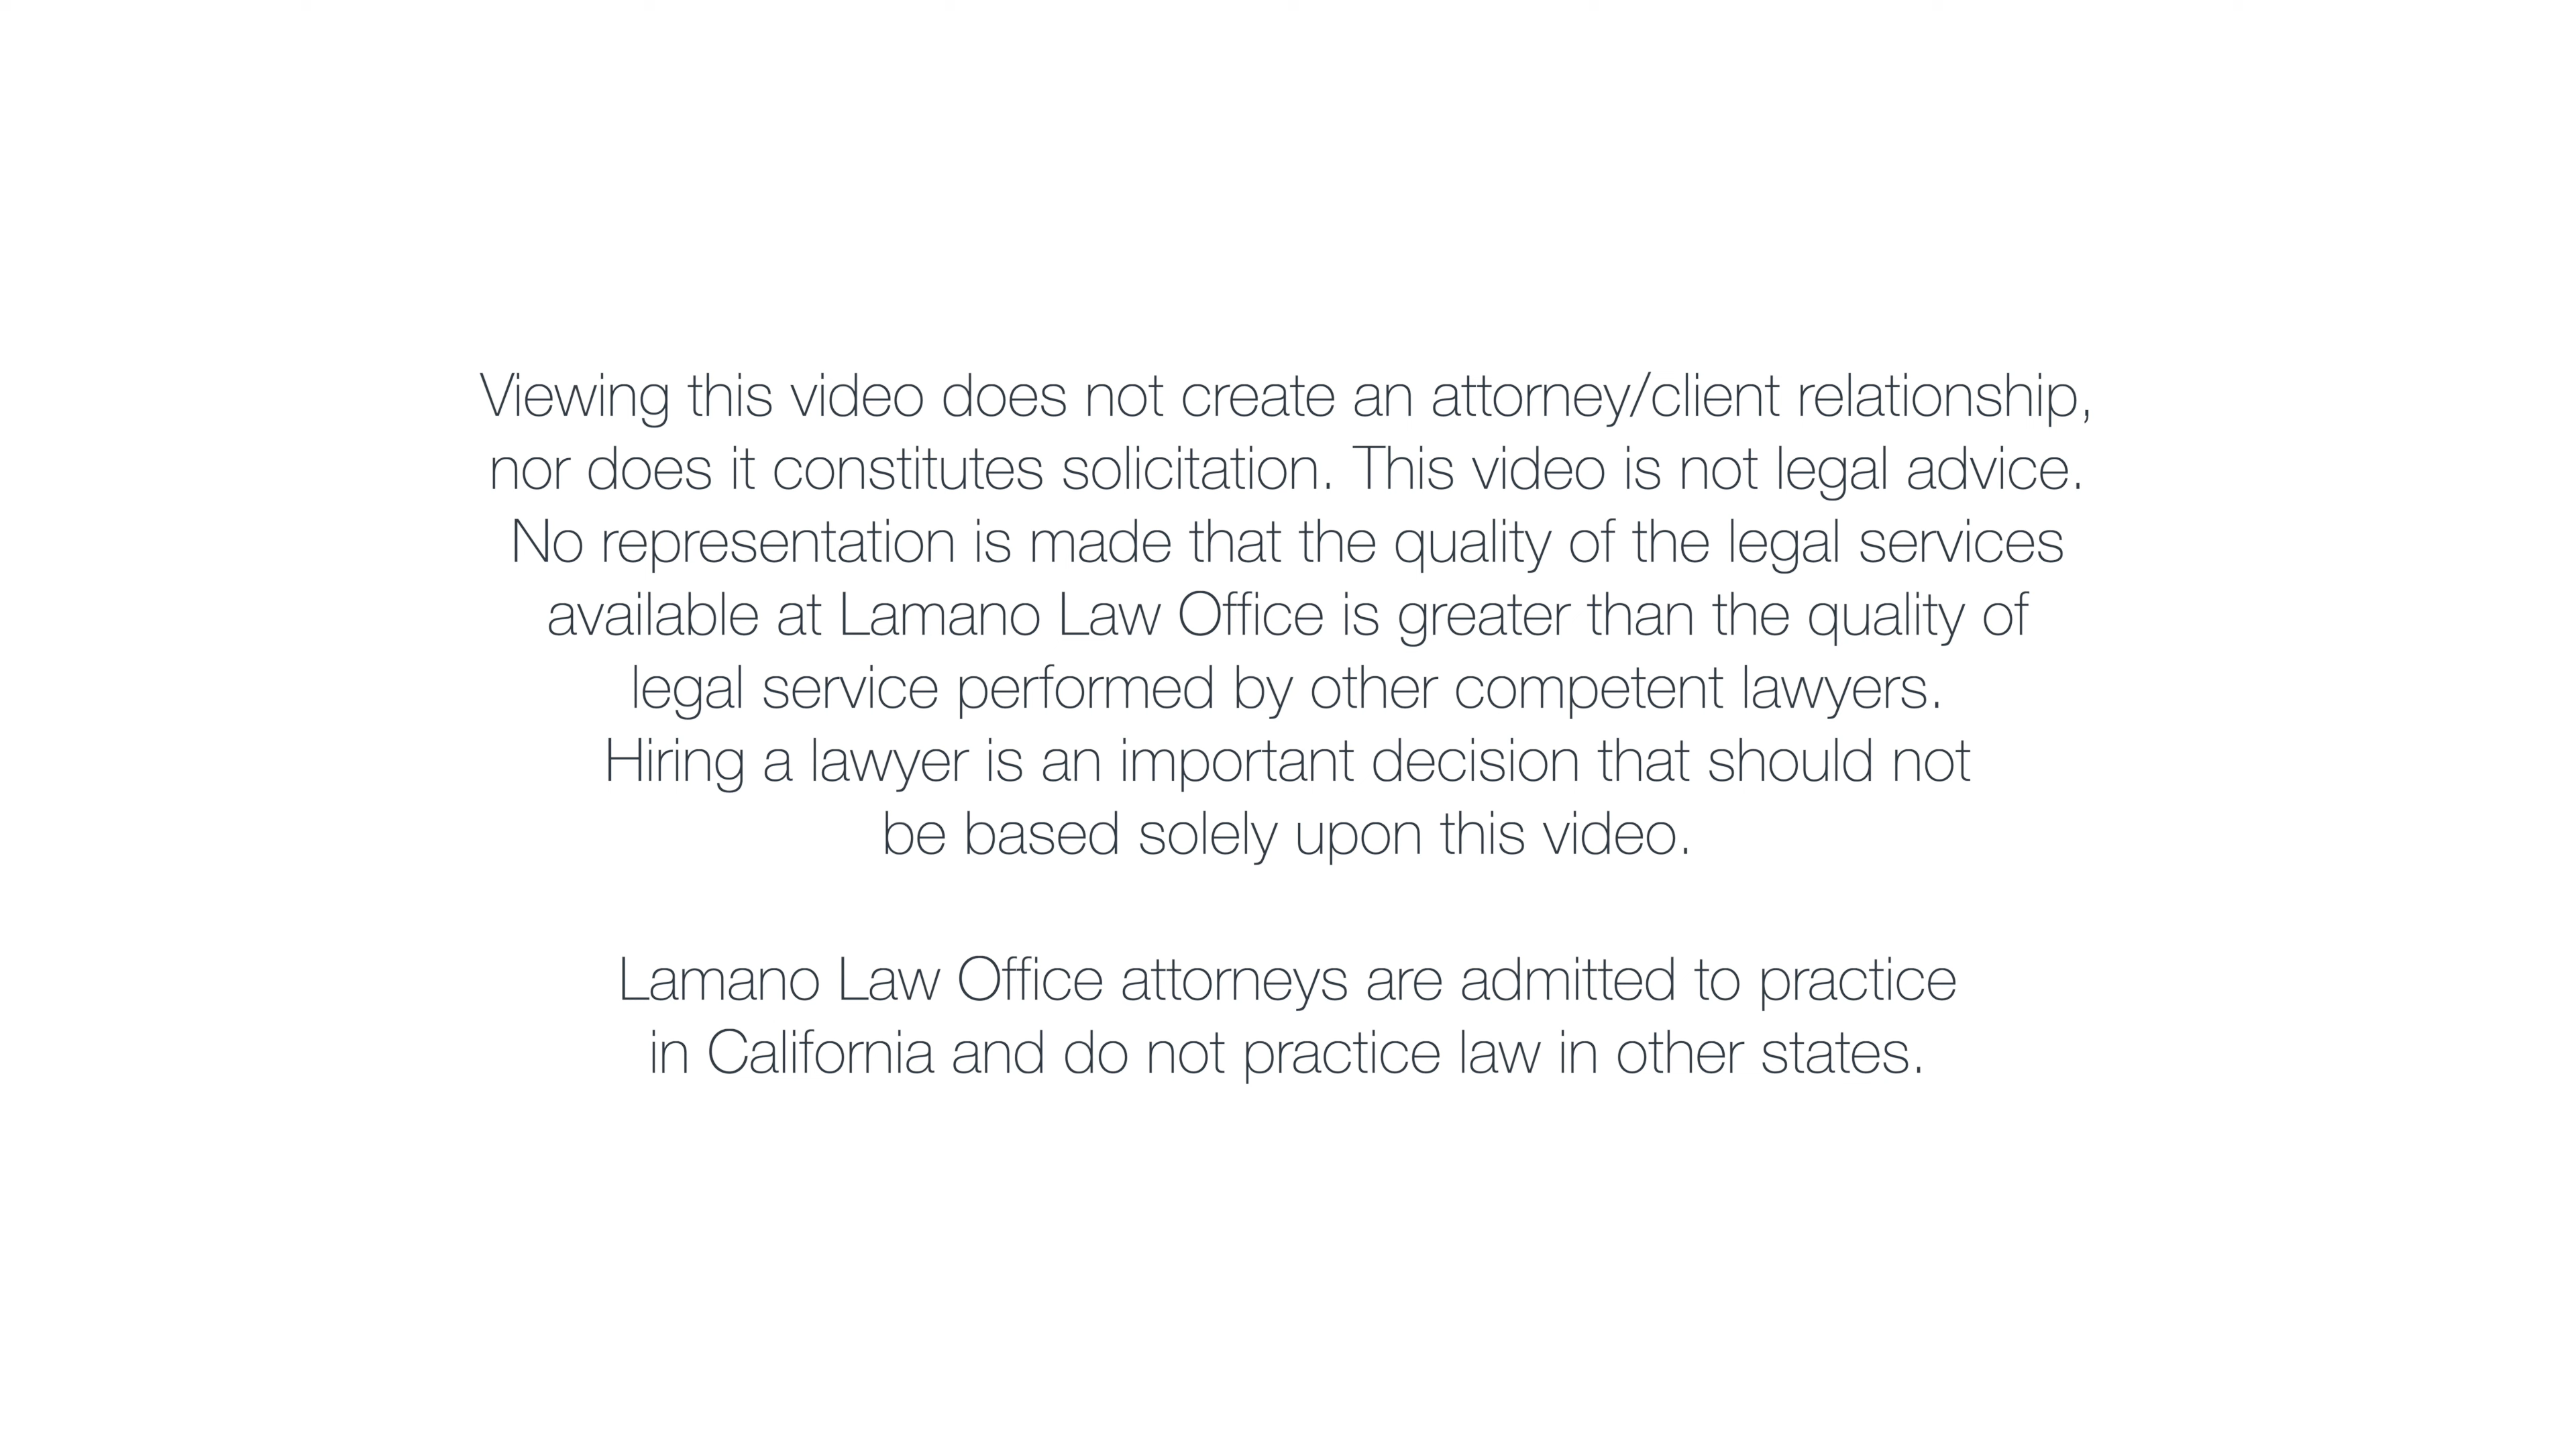 Viewing this video does not create an attorney/client relationship,
nor does it constitutes solicitation. This video is not legal advice.
No representation is made that the quality of the legal services
available at Lamano Law Office is greater than the quality of
legal service performed by other competent lawyers.
Hiring a lawyer is an important decision that should not
be based solely upon this video.
Lamano Law Office attorneys are admitted to practice
in California and do not practice law in other states.